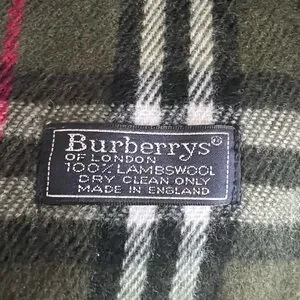 Burberrys®
OF LONDON
100% LAMBSWOOL
DRY CLEAN ONLY
MADE IN ENGLAND